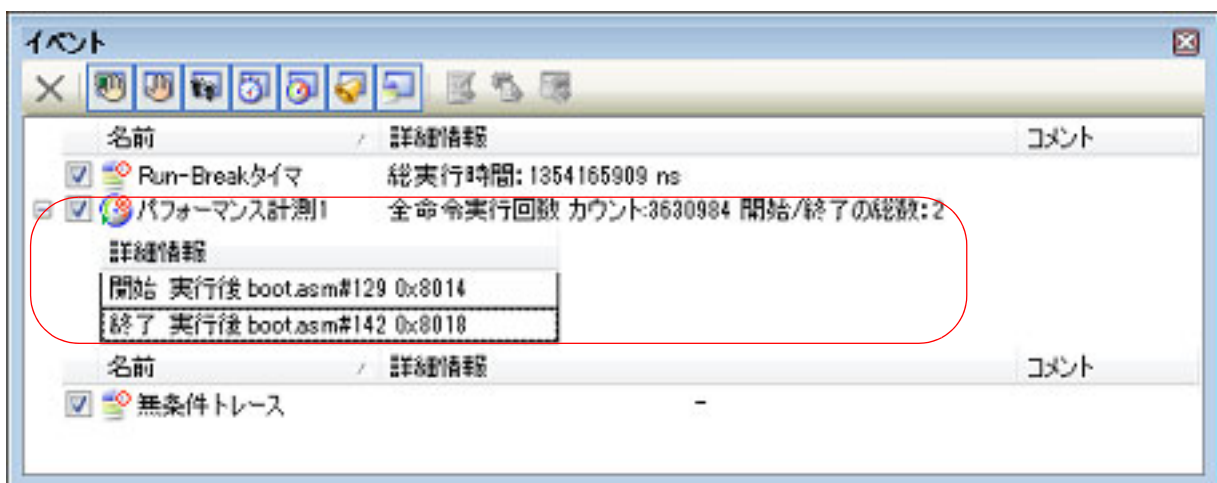 イベント
名前 詳細情報 コメント
Run-Breakタイマ 総実行時間: 1354165909 ns
パフォーマンス計測1 全命令実行回数 カウント:3630984 開始/終了の総数: 2
詳細情報
開始 実行後 boot.asm#129 0x8014
終了 実行後 boot.asm#142 0x8018
名前 詳細情報 コメント
無条件トレース -